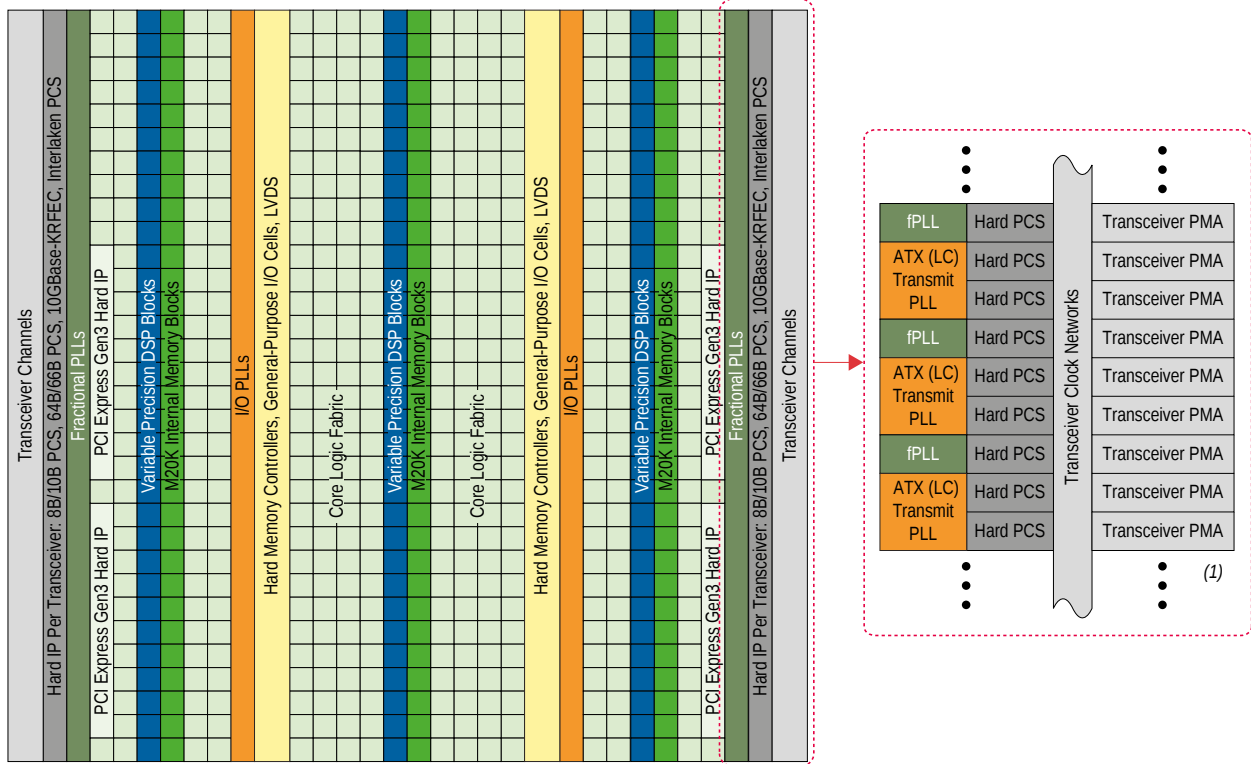 Transceiver Channels
Hard IP Per Transceiver: 8B/10B PCS, 64B/66B PCS, 10GBase-KRFEC, Interlaken PCS
Fractional PLLs
PCI Express Gen3 Hard IP
PCI Express Gen3 Hard IP
Variable Precision DSP Blocks
M20K Internal Memory Blocks
I/O PLLs
Hard Memory Controllers, General-Purpose I/O Cells, LVDS
Core Logic Fabric
Variable Precision DSP Blocks
M20K Internal Memory Blocks
Core Logic Fabric
Hard Memory Controllers, General-Purpose I/O Cells, LVDS
I/O PLLs
Variable Precision DSP Blocks
M20K Internal Memory Blocks
PCI Express Gen3 Hard IP
PCI Express Gen3 Hard IP
Fractional PLLs
Hard IP Per Transceiver: 8B/10B PCS, 64B/66B PCS, 10GBase-KRFEC, Interlaken PCS
Transceiver Channels
fPLL
ATX (LC)
Transmit
PLL
fPLL
ATX (LC)
Transmit
PLL
fPLL
ATX (LC)
Transmit
PLL
Hard PCS
Hard PCS
Hard PCS
Hard PCS
Hard PCS
Hard PCS
Hard PCS
Hard PCS
Hard PCS
Transceiver Clock Networks
Transceiver PMA
Transceiver PMA
Transceiver PMA
Transceiver PMA
Transceiver PMA
Transceiver PMA
Transceiver PMA
Transceiver PMA
Transceiver PMA
(1)